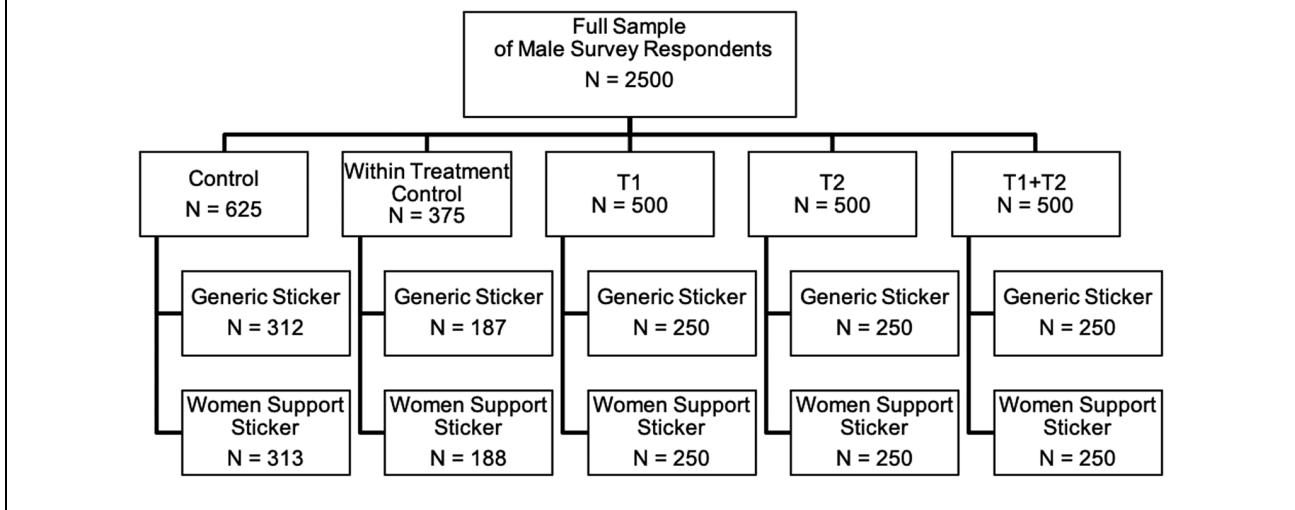 Full Sample
of Male Survey Respondents
N = 2500
Control
N = 625
Within Treatment
Control
N = 375
T1
N = 500
T2
N = 500
T1+T2
N = 500
Generic Sticker
N = 312
Generic Sticker
N = 187
Generic Sticker
N = 250
Generic Sticker
N = 250
Generic Sticker
N = 250
Women Support
Sticker
N = 313
Women Support
Sticker
N = 188
Women Support
Sticker
N = 250
Women Support
Sticker
N = 250
Women Support
Sticker
N = 250